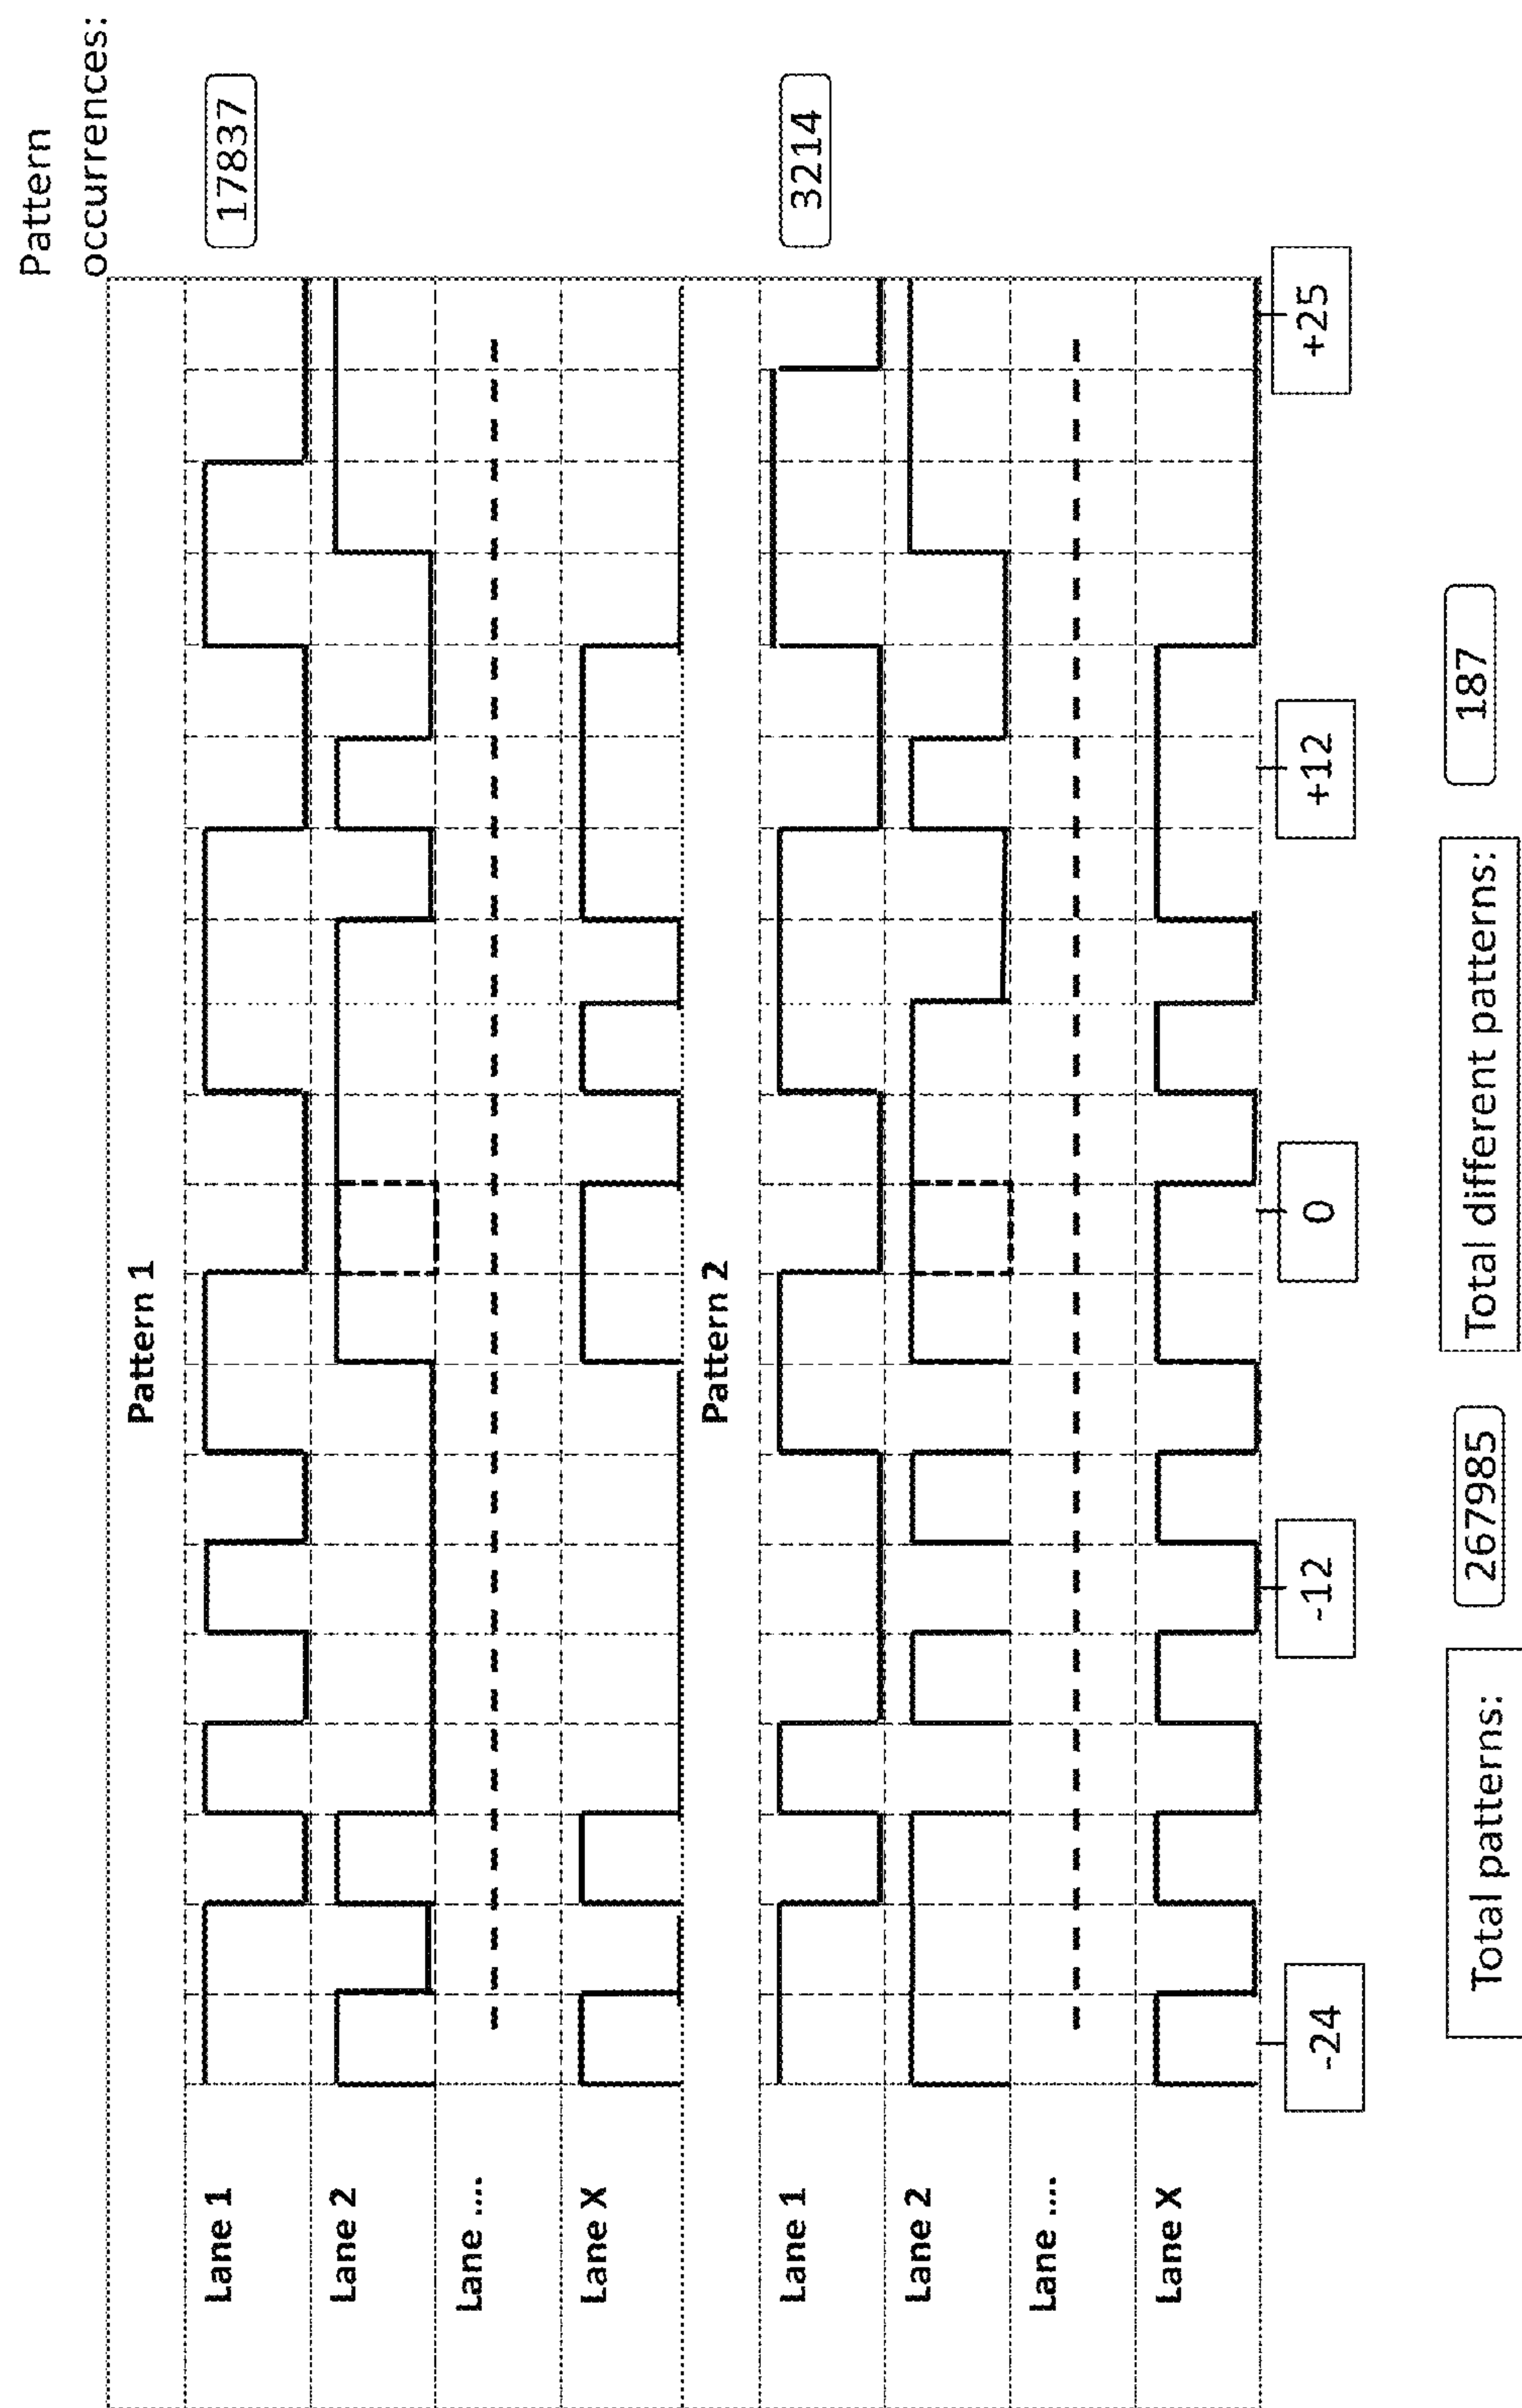 Pattern
occurrences:
Pattern 1
Lane 1
17837
Lane 2
Lane ....
Lane X
Pattern 2
Lane 1
3214
Lane 2
Lane ....
Lane X
-24
-12
0
+12
+25
Total patterns:
267985
Total different patterns:
187